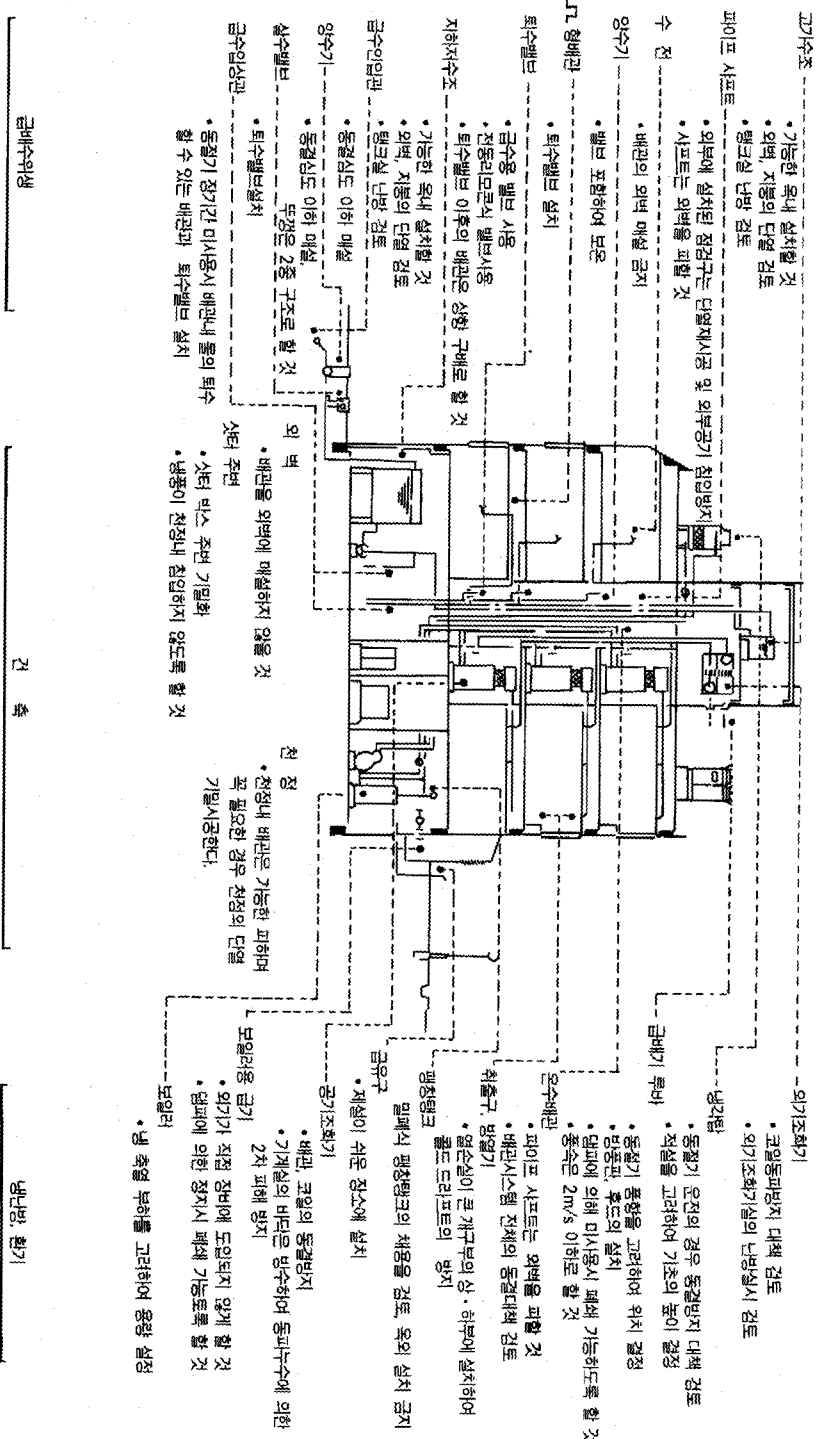 고가수조
• 가능한 옥내 설치할 것
• 외벽, 지붕의 단열 검토
• 탱크실 난방 검토
파이프 샤프트
• 외부에 설치된 점검구는 단열재시공 및 외부공기 침입방지
• 샤프트는 외벽을 피할 것
수 전
• 배관의 외벽 매설 금지
양수기
• 밸브 포함하여 보온
ㄇ 형배관
• 퇴수밸브 설치
퇴수밸브
• 급수용 밸브 사용
• 전동리모콘식 밸브사용
• 퇴수밸브 이후의 배관은 상향 구배로 할 것
지하저수조
• 가능한 옥내 설치할 것
• 외벽, 지붕의 단열 검토
• 탱크실 난방 검토
급수인입관
• 동결심도 이하 매설
양수기
• 동결심도 이하 매설,
뚜껑은 2중 구조로 할 것
살수밸브
• 퇴수밸브설치
급수입상관
• 동절기 장기간 미사용시 배관내 물의 퇴수
할 수 있는 배관과 퇴수밸브 설치
급배수위생
외 벽
• 배관을 외벽에 매설하지 않을 것
샷터 주변
• 샷터 박스 주변 기밀화
• 냉풍이 천정내 침입하지 않도록 할 것
천 정
• 천정내 배관은 가능한 피하며
꼭 필요한 경우 천정의 단열
기밀시공한다.
건 축
외기조화기
• 코일동파방지 대책 검토
• 외기조화기실의 난방실시 검토
냉각탑
• 동절기 운전의 경우 동결방지 대책 검토
• 적설을 고려하여 기초의 높이 결정
급배기 루바
• 동절기 풍향을 고려하여 위치 결정
• 방풍판, 후드의 설치
• 댐퍼에 의해 미사용시 폐쇄 가능하도록 할 것
• 풍속은 2m/s 이하로 할 것
온수배관
• 파이프 샤프트는 외벽을 피할 것
• 배관시스템 전체의 동결대책 검토
취출구, 방열기
• 열손실이 큰 개구부의 상·하부에 설치하여
콜드 드라프트의 방지
팽창탱크
밀폐식 팽창탱크의 채용을 검토, 옥외 설치 금지
급유구
• 제설이 쉬운 장소에 설치
공기조화기
• 배관, 코일의 동결방지
• 기계실의 바닥은 방수하여 동파누수에 의한
2차 피해 방지
보일러용 급기
• 외기가 직접 장비에 도입되지 않게 할 것
• 댐퍼에 의한 정지시 폐쇄 가능토록 할 것
보일러
• 냉 축열 부하를 고려하여 용량 설정
냉난방, 환기